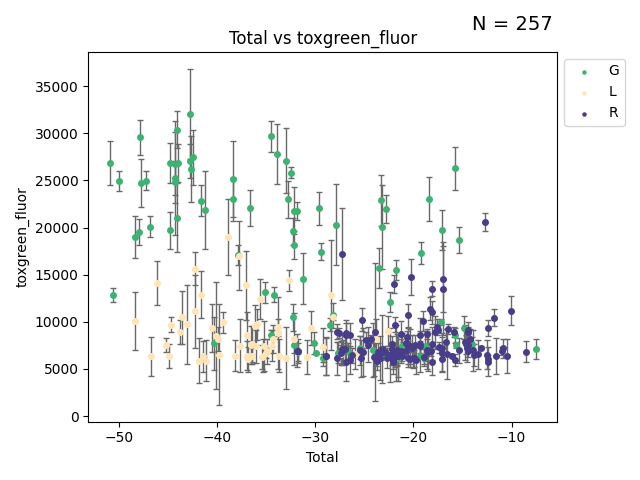 N = 257
Total vs toxgreen_fluor
G
L
R
toxgreen_fluor
35000
30000
25000
20000
15000
10000
5000
0
−50
−40
−30
−20
−10
Total